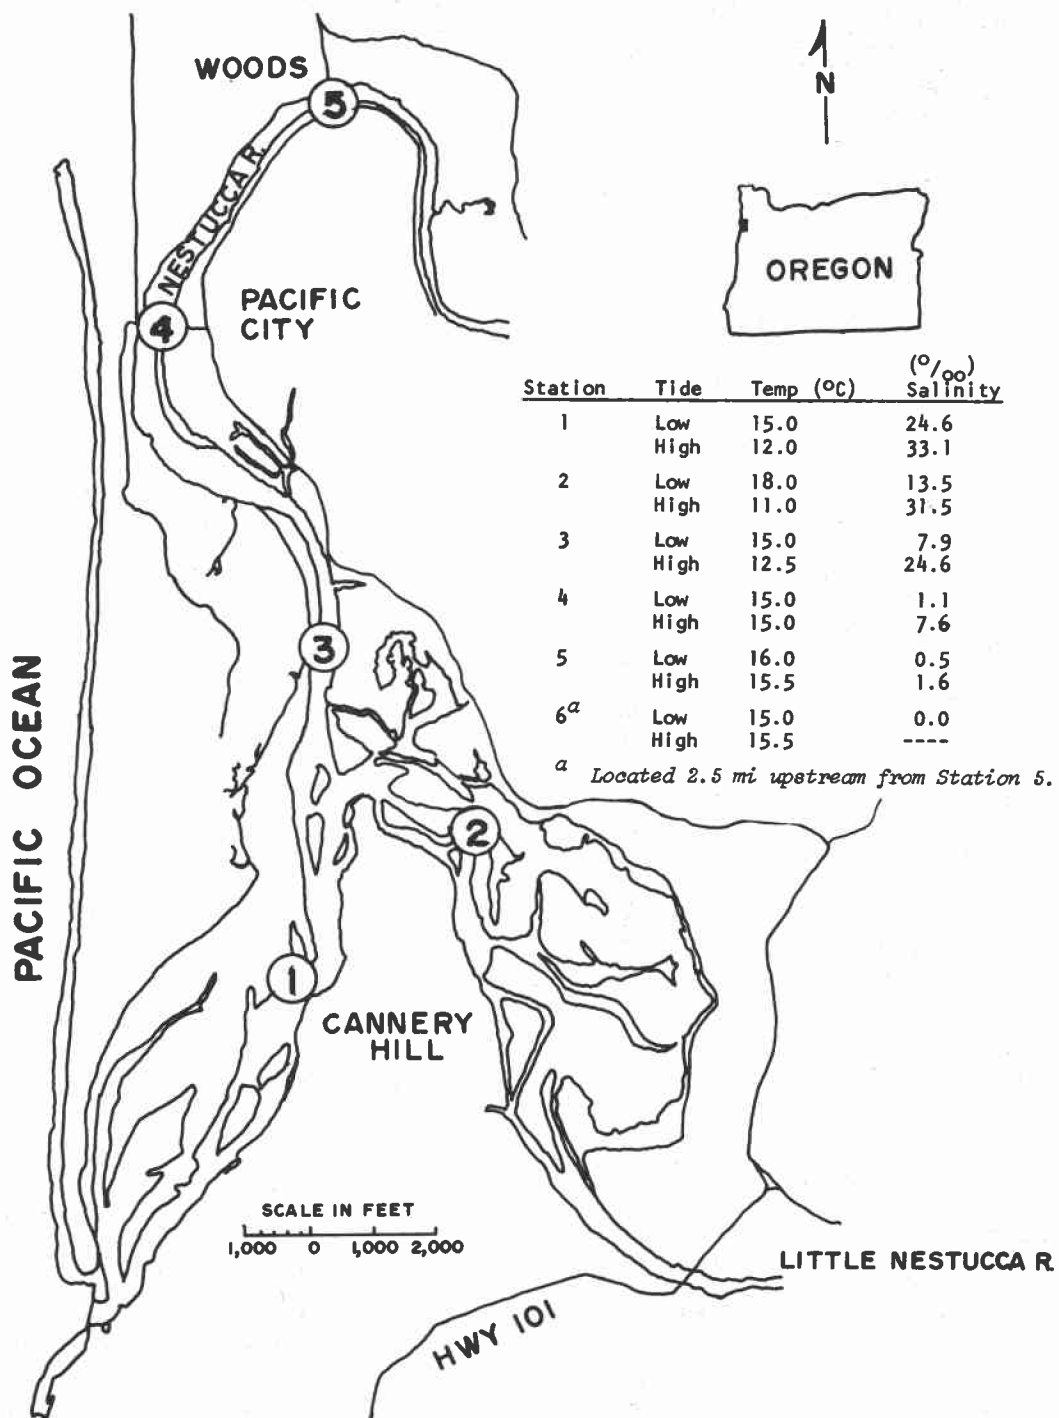 WOODS
5
N
NESTUCCA R.
OREGON
PACIFIC
CITY
4
(º/oo)
Station Tide Temp (ºC) Salinity
1 Low 15.0 24.6
High 12.0 33.1
2 Low 18.0 13.5
High 11.0 31.5
3 Low 15.0 7.9
High 12.5 24.6
4 Low 15.0 1.1
High 15.0 7.6
5 Low 16.0 0.5
High 15.5 1.6
6a Low 15.0 0.0
High 15.5 ----
a Located 2.5 mi upstream from Station 5.
3
PACIFIC OCEAN
2
1
CANNERY
HILL
SCALE IN FEET
1,000 0 1,000 2,000
LITTLE NESTUCCA R
HWY 101